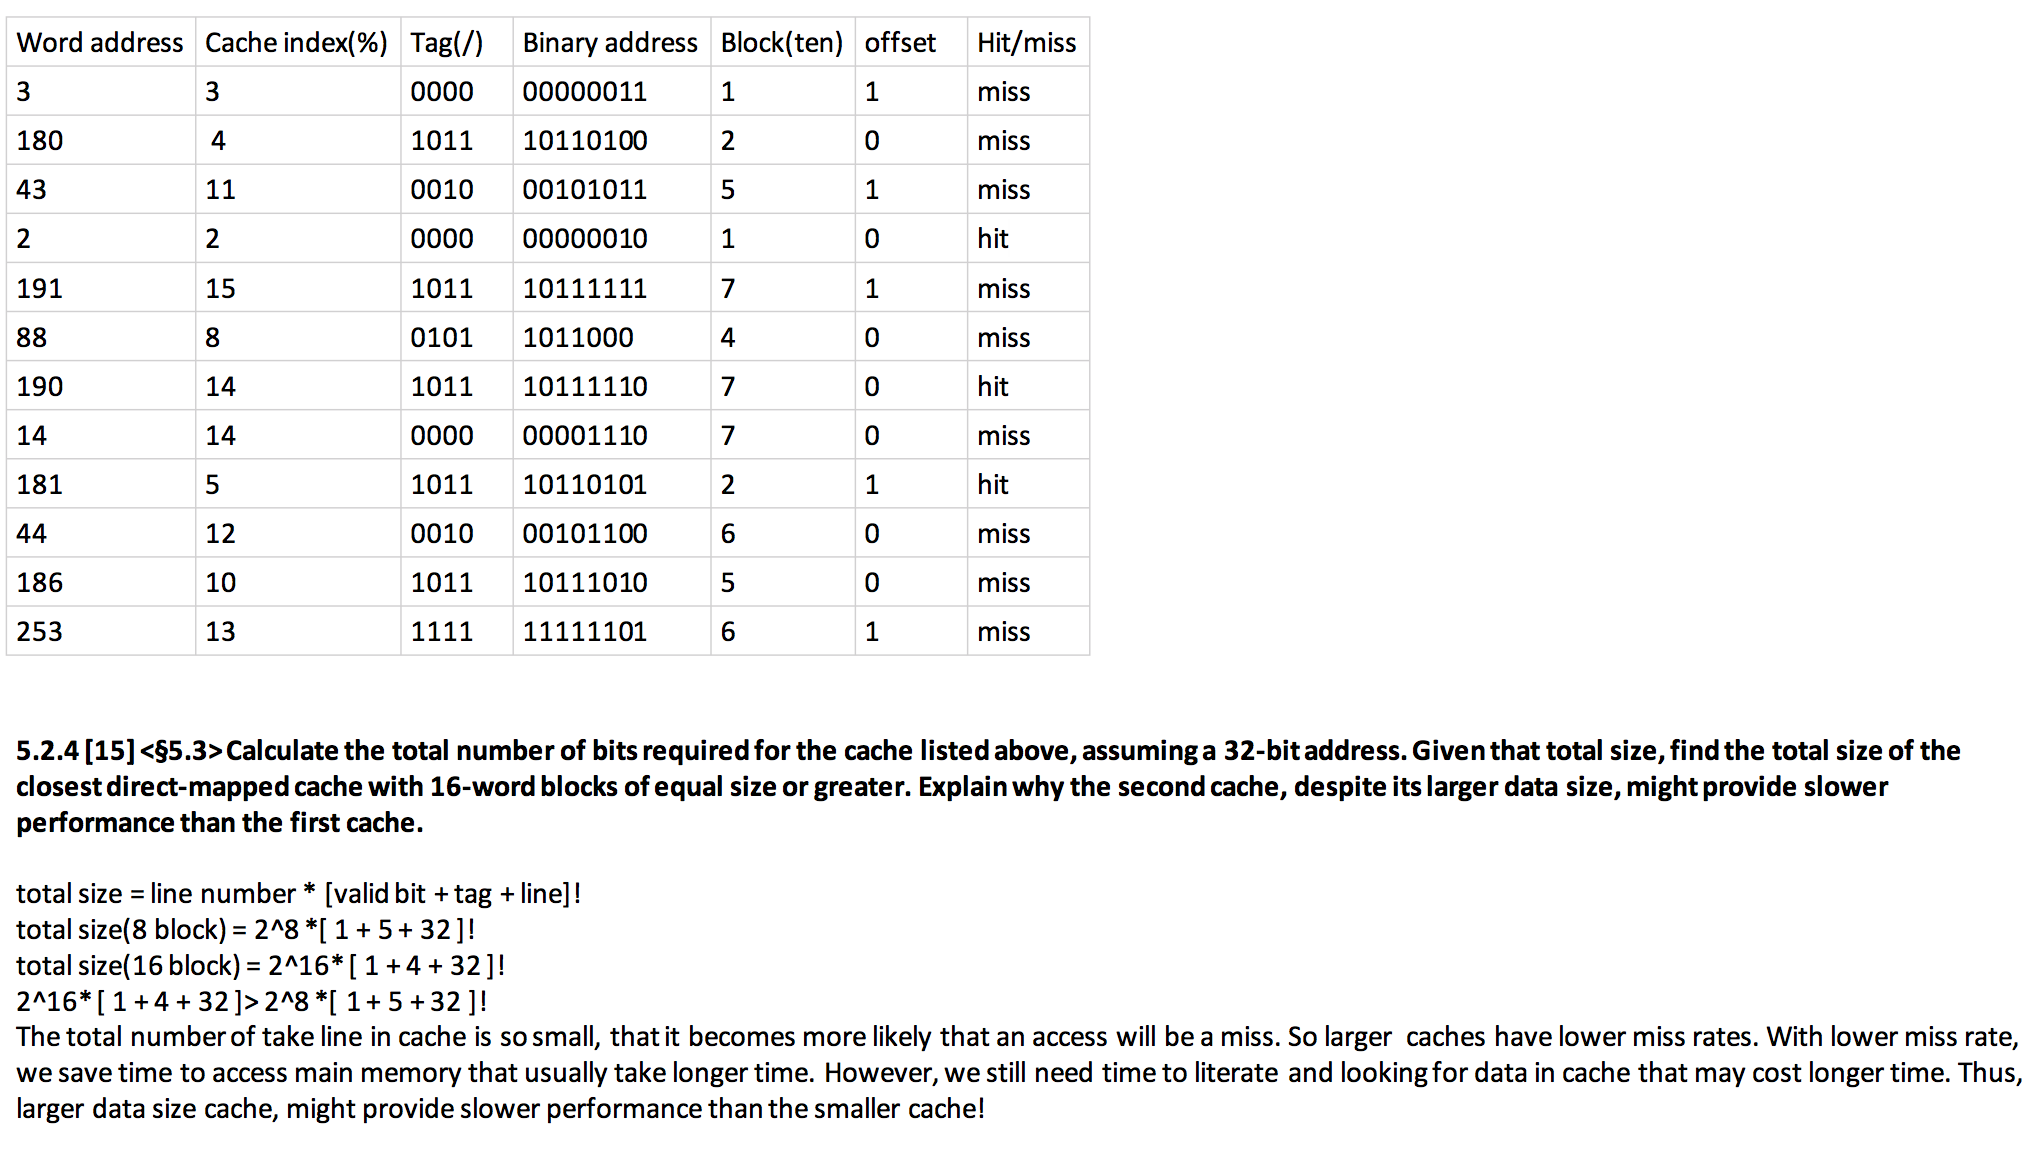 Word address Cache index(%) Tag(/) Binary address Block(ten) offset Hit/miss
3 3 0000 00000011 1 1 miss
180 4 1011 10110100 2 0 miss
43 11 0010 00101011 5 1 miss
2 2 0000 00000010 1 0 hit
191 15 1011 10111111 7 1 miss
88 8 0101 1011000 4 0 miss
190 14 1011 10111110 7 0 hit
14 14 0000 00001110 7 0 miss
181 5 1011 10110101 2 1 hit
44 12 0010 00101100 6 0 miss
186 10 1011 10111010 5 0 miss
253 13 1111 11111101 6 1 miss
5.2.4 [15] <§5.3> Calculate the total number of bits required for the cache listed above, assuming a 32-bit address. Given that total size, find the total size of the
closest direct-mapped cache with 16-word blocks of equal size or greater. Explain why the second cache, despite its larger data size, might provide slower
performance than the first cache.
total size = line number * [valid bit + tag + line]!
total size(8 block) = 2^8 *[ 1 + 5 + 32 ]!
total size(16 block) = 2^16* [ 1 + 4 + 32 ]!
2^16* [ 1 + 4 + 32 ]> 2^8 *[ 1 + 5 + 32 ]!
The total number of take line in cache is so small, that it becomes more likely that an access will be a miss. So larger caches have lower miss rates. With lower miss rate,
we save time to access main memory that usually take longer time. However, we still need time to literate and looking for data in cache that may cost longer time. Thus,
larger data size cache, might provide slower performance than the smaller cache!